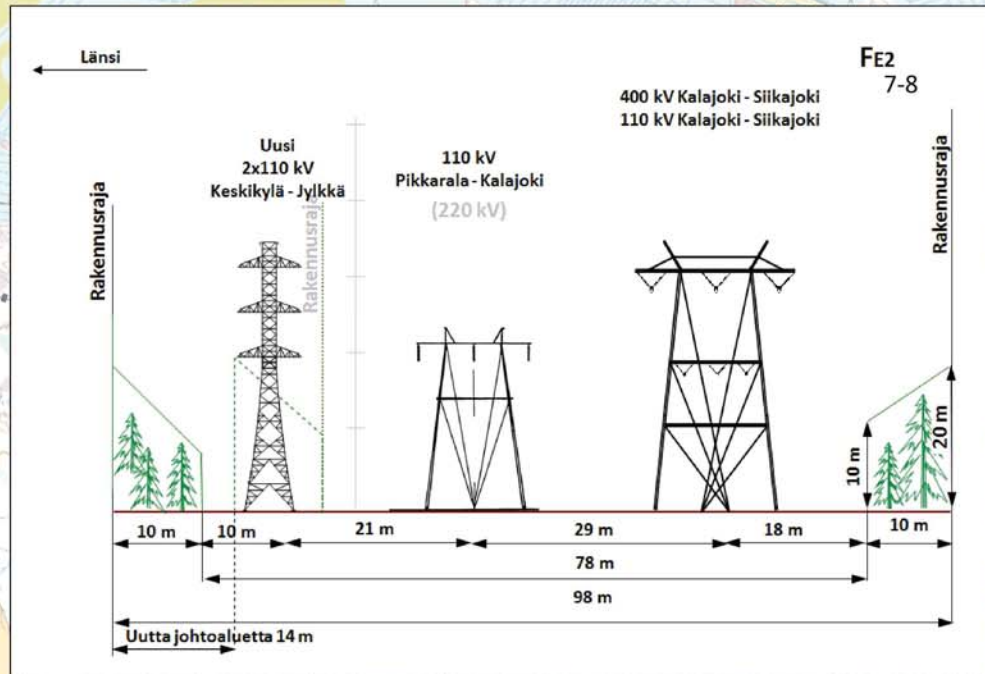 Länsi
FE2
7-8
400 kV Kalajoki - Siikajoki
110 kV Kalajoki - Siikajoki
Uusi
2x110 kV
Keskikylä - Jylkkä
110 kV
Pikkarala - Kalajoki
(220 kV)
Rakennusraja
Rakennusraja
Rakennusraja
10 m
20 m
10 m
10 m
21 m
29 m
18 m
10 m
78 m
98 m
Uutta johtoaluetta 14 m